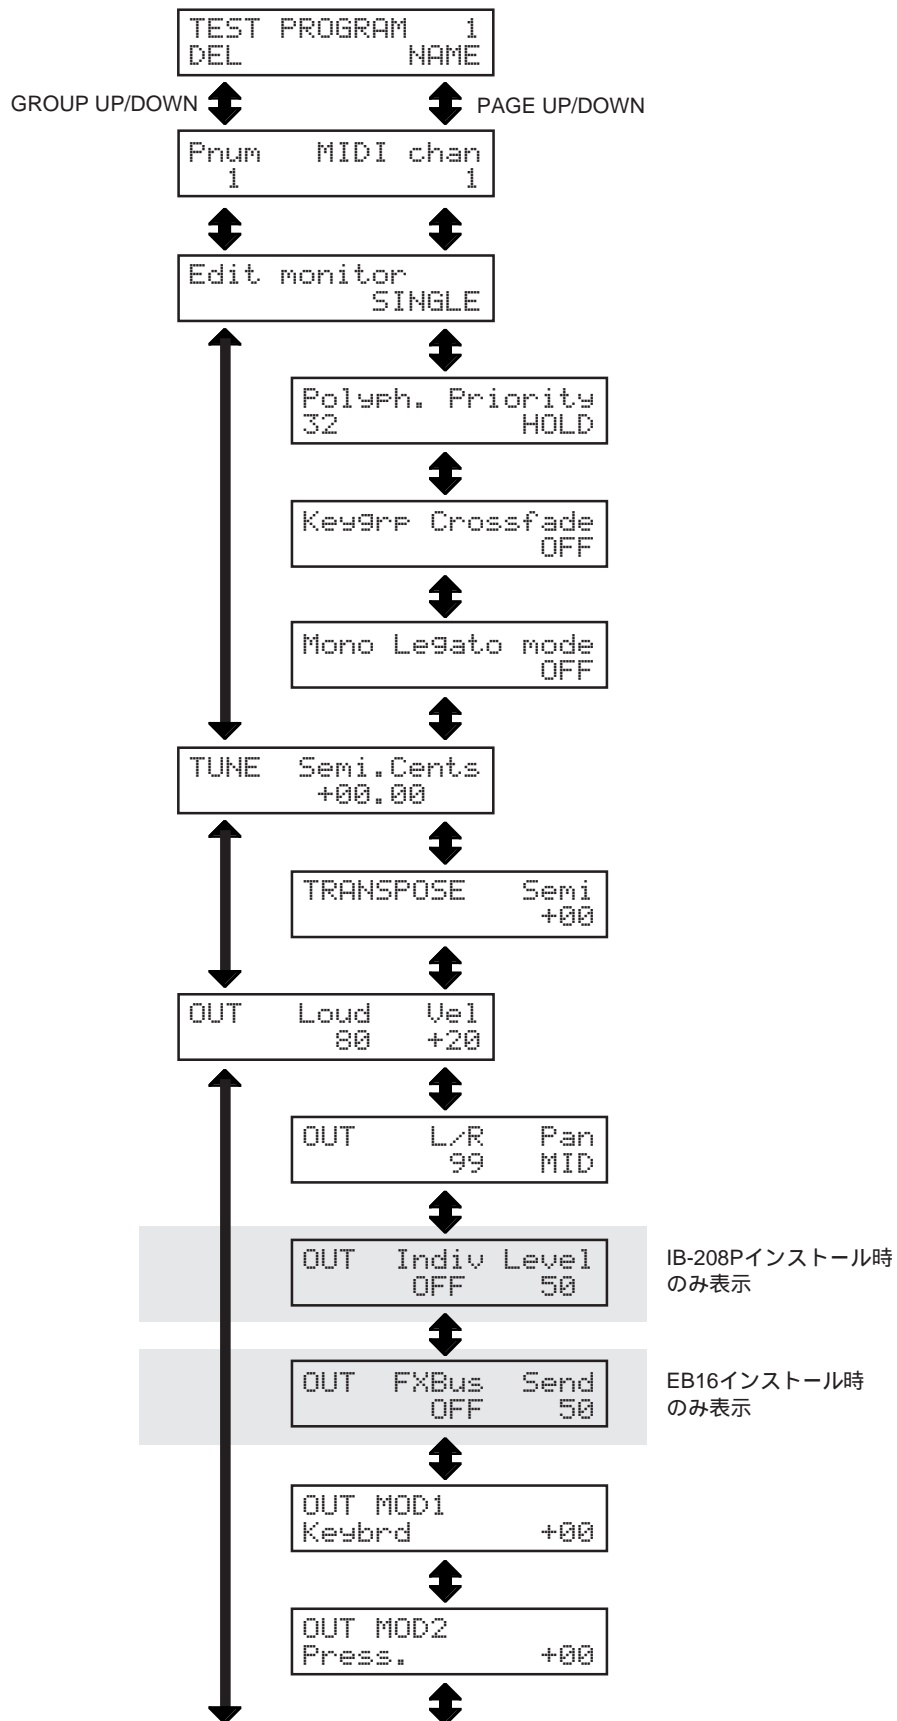 TEST PROGRAM 1
DEL NAME
GROUP UP/DOWN
PAGE UP/DOWN
Pnum MIDI chan
1 1
Edit monitor
SINGLE
Polyph. Priority
32 HOLD
Keygrp Crossfade
OFF
Mono Legato mode
OFF
TUNE Semi.Cents
+00.00
TRANSPOSE Semi
+00
OUT Loud Vel
80 +20
OUT L/R Pan
99 MID
OUT Indiv Level
OFF 50
IB-208Pインストール時
のみ表示
OUT FXBus Send
OFF 50
EB16インストール時
のみ表示
OUT MOD1
Keybrd +00
OUT MOD2
Press. +00